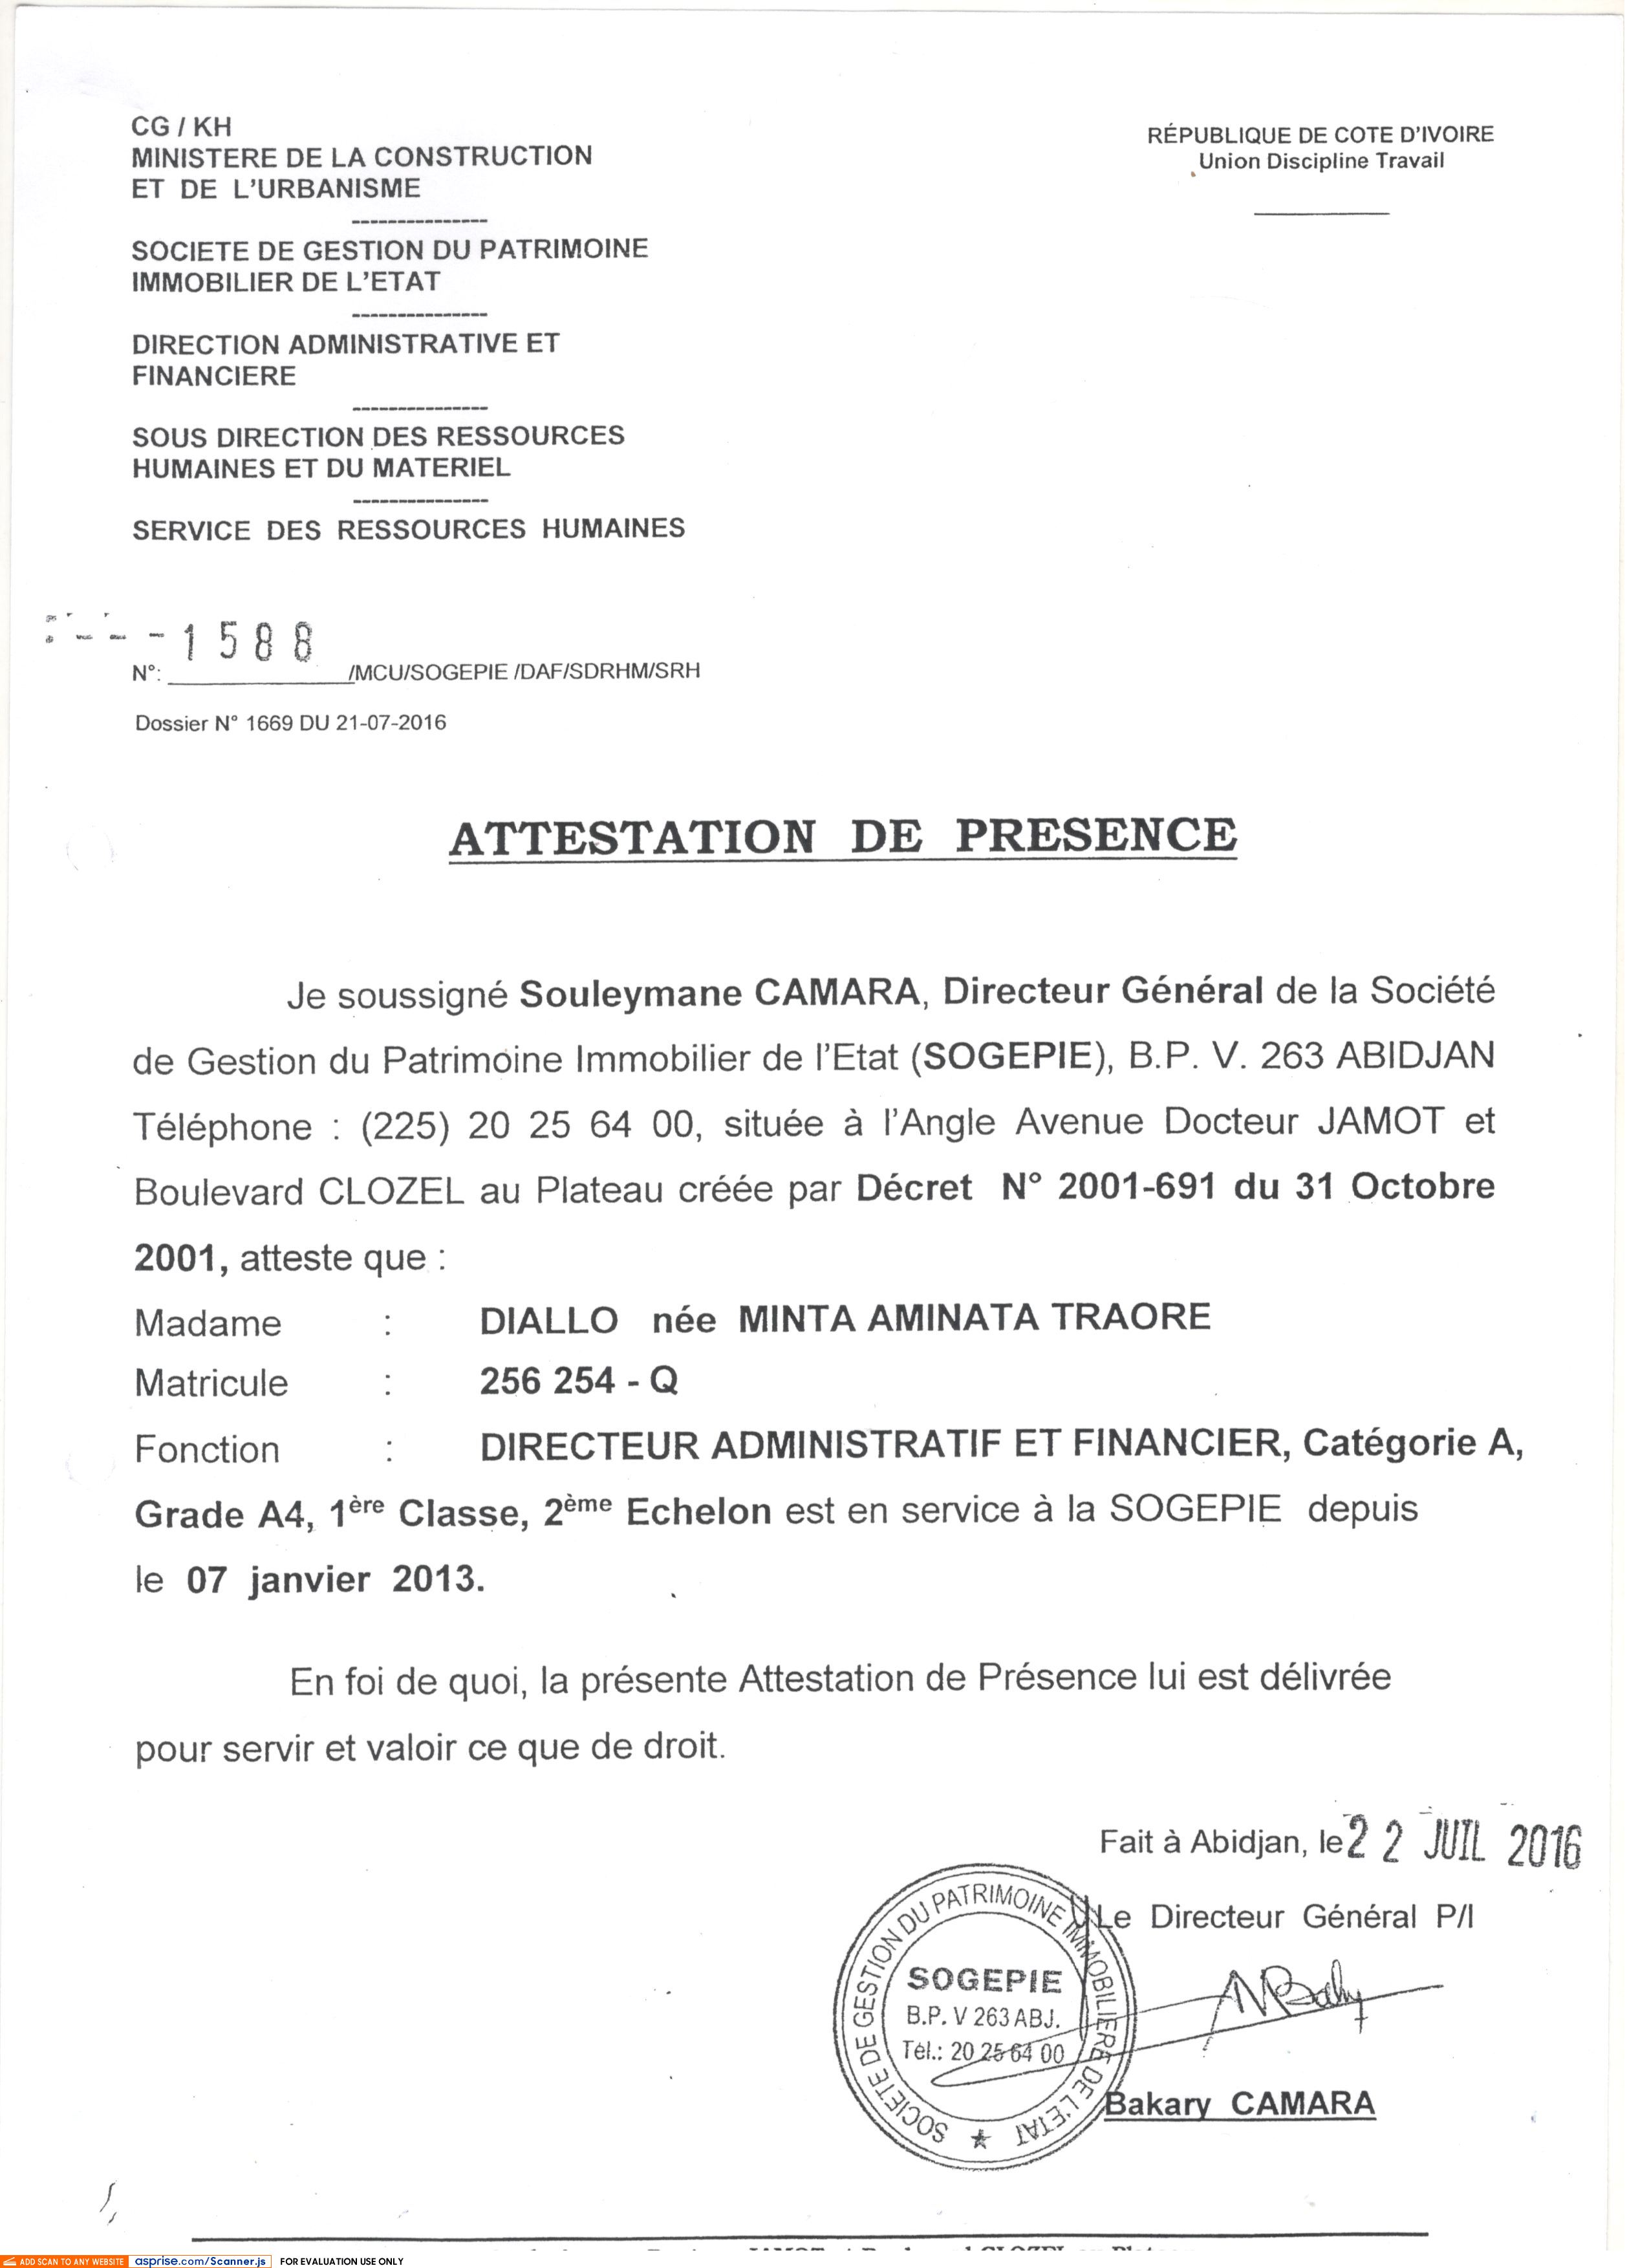 CG / KH
MINISTERE DE LA CONSTRUCTION
ET DE L'URBANISME
---------------
SOCIETE DE GESTION DU PATRIMOINE
IMMOBILIER DE L'ETAT
---------------
DIRECTION ADMINISTRATIVE ET
FINANCIERE
---------------
SOUS DIRECTION DES RESSOURCES
HUMAINES ET DU MATERIEL
---------------
SERVICE DES RESSOURCES HUMAINES
RÉPUBLIQUE DE COTE D'IVOIRE
Union Discipline Travail
---1588
N°: /MCU/SOGEPIE /DAF/SDRHM/SRH
Dossier N° 1669 DU 21-07-2016
ATTESTATION DE PRESENCE
Je soussigné Souleymane CAMARA, Directeur Général de la Société
de Gestion du Patrimoine Immobilier de l'Etat (SOGEPIE), B.P. V. 263 ABIDJAN
Téléphone : (225) 20 25 64 00, située à l'Angle Avenue Docteur JAMOT et
Boulevard CLOZEL au Plateau créée par Décret N° 2001-691 du 31 Octobre
2001, atteste que :
Madame : DIALLO née MINTA AMINATA TRAORE
Matricule : 256 254 - Q
Fonction : DIRECTEUR ADMINISTRATIF ET FINANCIER, Catégorie A,
Grade A4, 1ère Classe, 2ème Echelon est en service à la SOGEPIE depuis
le 07 janvier 2013.
En foi de quoi, la présente Attestation de Présence lui est délivrée
pour servir et valoir ce que de droit.
Fait à Abidjan, le 22 JUIL 2016
Le Directeur Général P/I
SOCIETE DE GESTION DU PATRIMOINE IMMOBILIERE DE L'ETAT
SOGEPIE
B.P. V 263 ABJ.
Tél.: 20 25 64 00
Bakary CAMARA
ADD SCAN TO ANY WEBSITE asprise.com/Scanner.js FOR EVALUATION USE ONLY